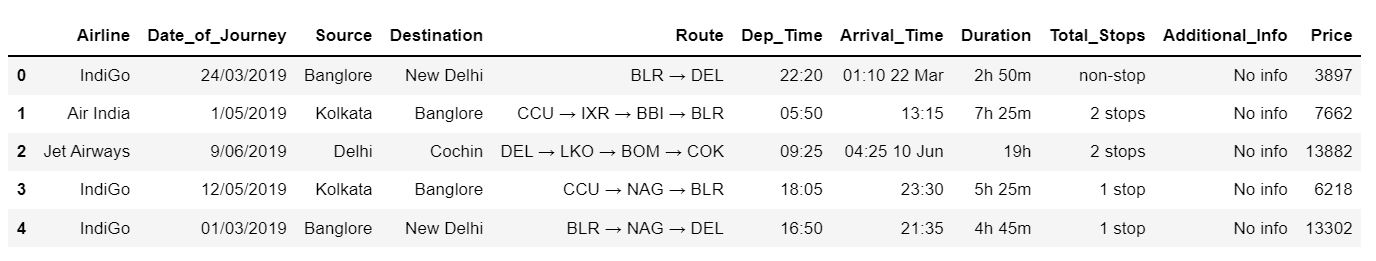 Airline Date_of_Journey Source Destination Route Dep_Time Arrival_Time Duration Total_Stops Additional_Info Price
0 IndiGo 24/03/2019 Banglore New Delhi BLR → DEL 22:20 01:10 22 Mar 2h 50m non-stop No info 3897
1 Air India 1/05/2019 Kolkata Banglore CCU → IXR → BBI → BLR 05:50 13:15 7h 25m 2 stops No info 7662
2 Jet Airways 9/06/2019 Delhi Cochin DEL → LKO → BOM → COK 09:25 04:25 10 Jun 19h 2 stops No info 13882
3 IndiGo 12/05/2019 Kolkata Banglore CCU → NAG → BLR 18:05 23:30 5h 25m 1 stop No info 6218
4 IndiGo 01/03/2019 Banglore New Delhi BLR → NAG → DEL 16:50 21:35 4h 45m 1 stop No info 13302